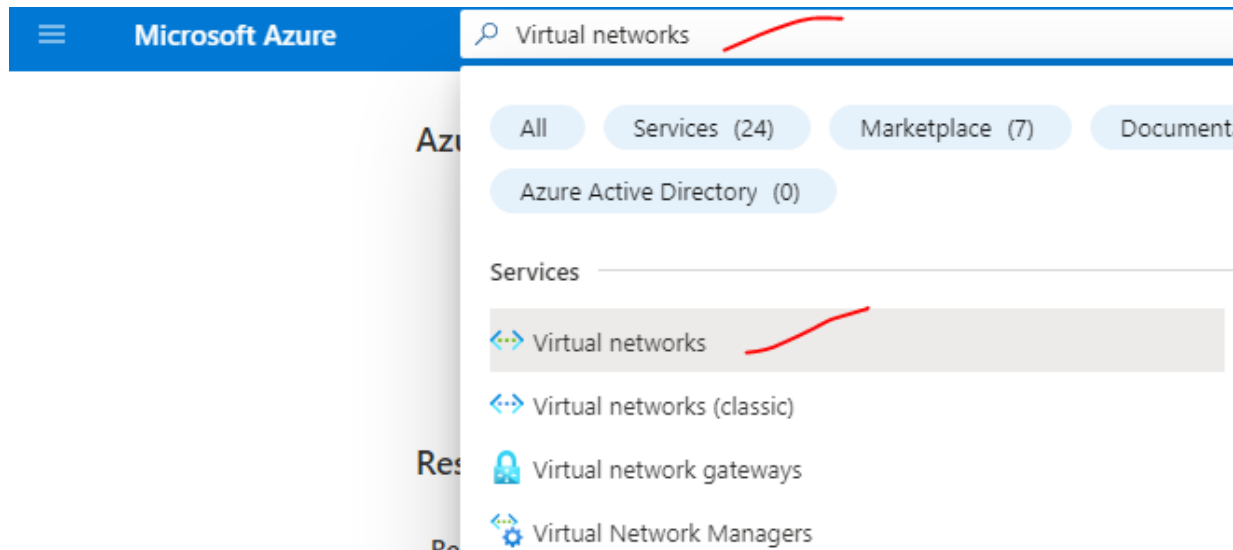 Microsoft Azure
Virtual networks
All Services (24) Marketplace (7) Document
Azure Active Directory (0)
Services
Virtual networks
Virtual networks (classic)
Virtual network gateways
Virtual Network Managers